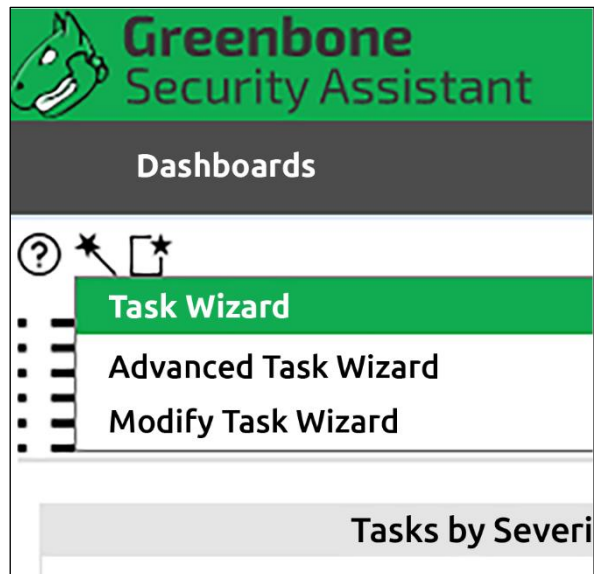 Greenbone
Security Assistant
Dashboards
?
Task Wizard
Advanced Task Wizard
Modify Task Wizard
Tasks by Severi